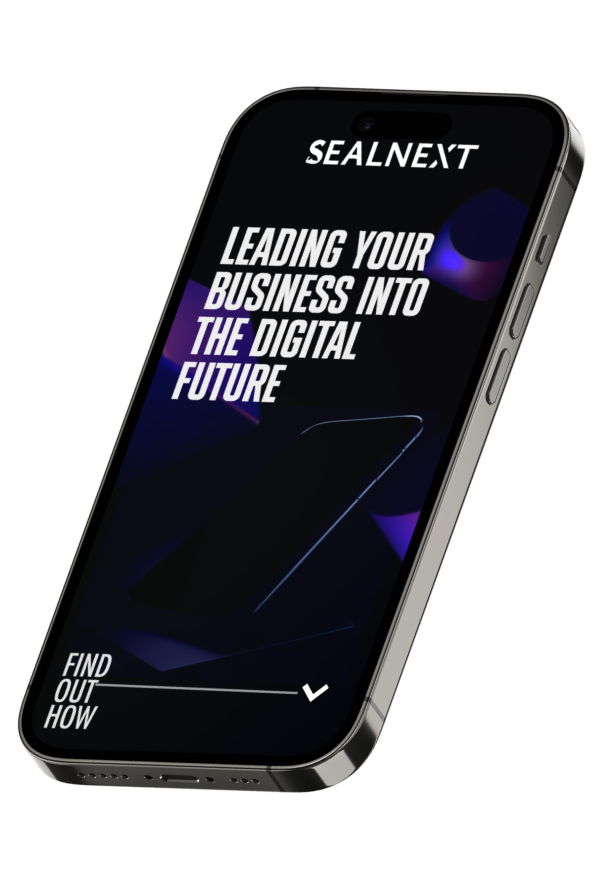 SEALNEXT
LEADING YOUR
BUSINESS INTO
THE DIGITAL
FUTURE
FIND
OUT
HOW